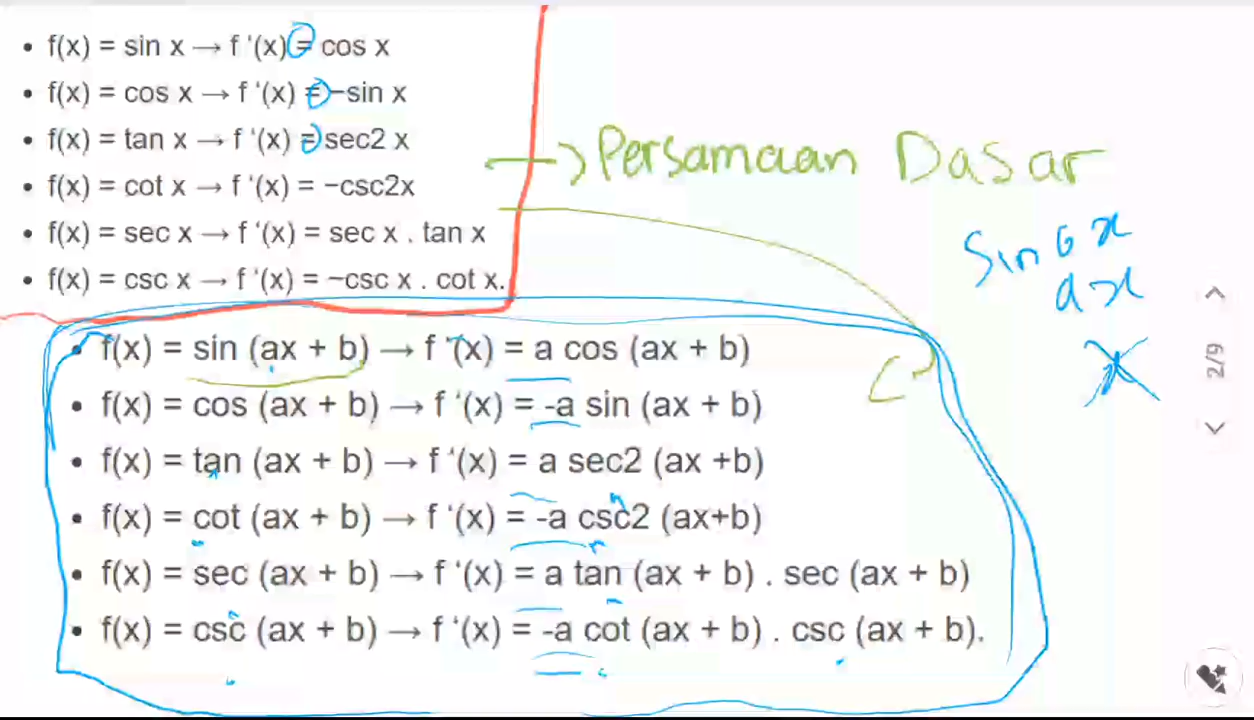 • f(x) = sin x → f '(x) = cos x
• f(x) = cos x → f '(x) = −sin x
• f(x) = tan x → f '(x) = sec2 x
• f(x) = cot x → f '(x) = −csc2x
• f(x) = sec x → f '(x) = sec x . tan x
• f(x) = csc x → f '(x) = −csc x . cot x.
→ Persamaan Dasar
sin 6x
ax
x
• f(x) = sin (ax + b) → f '(x) = a cos (ax + b)
• f(x) = cos (ax + b) → f '(x) = -a sin (ax + b)
• f(x) = tan (ax + b) → f '(x) = a sec2 (ax +b)
• f(x) = cot (ax + b) → f '(x) = -a csc2 (ax+b)
• f(x) = sec (ax + b) → f '(x) = a tan (ax + b) . sec (ax + b)
• f(x) = csc (ax + b) → f '(x) = -a cot (ax + b) . csc (ax + b).
2/9